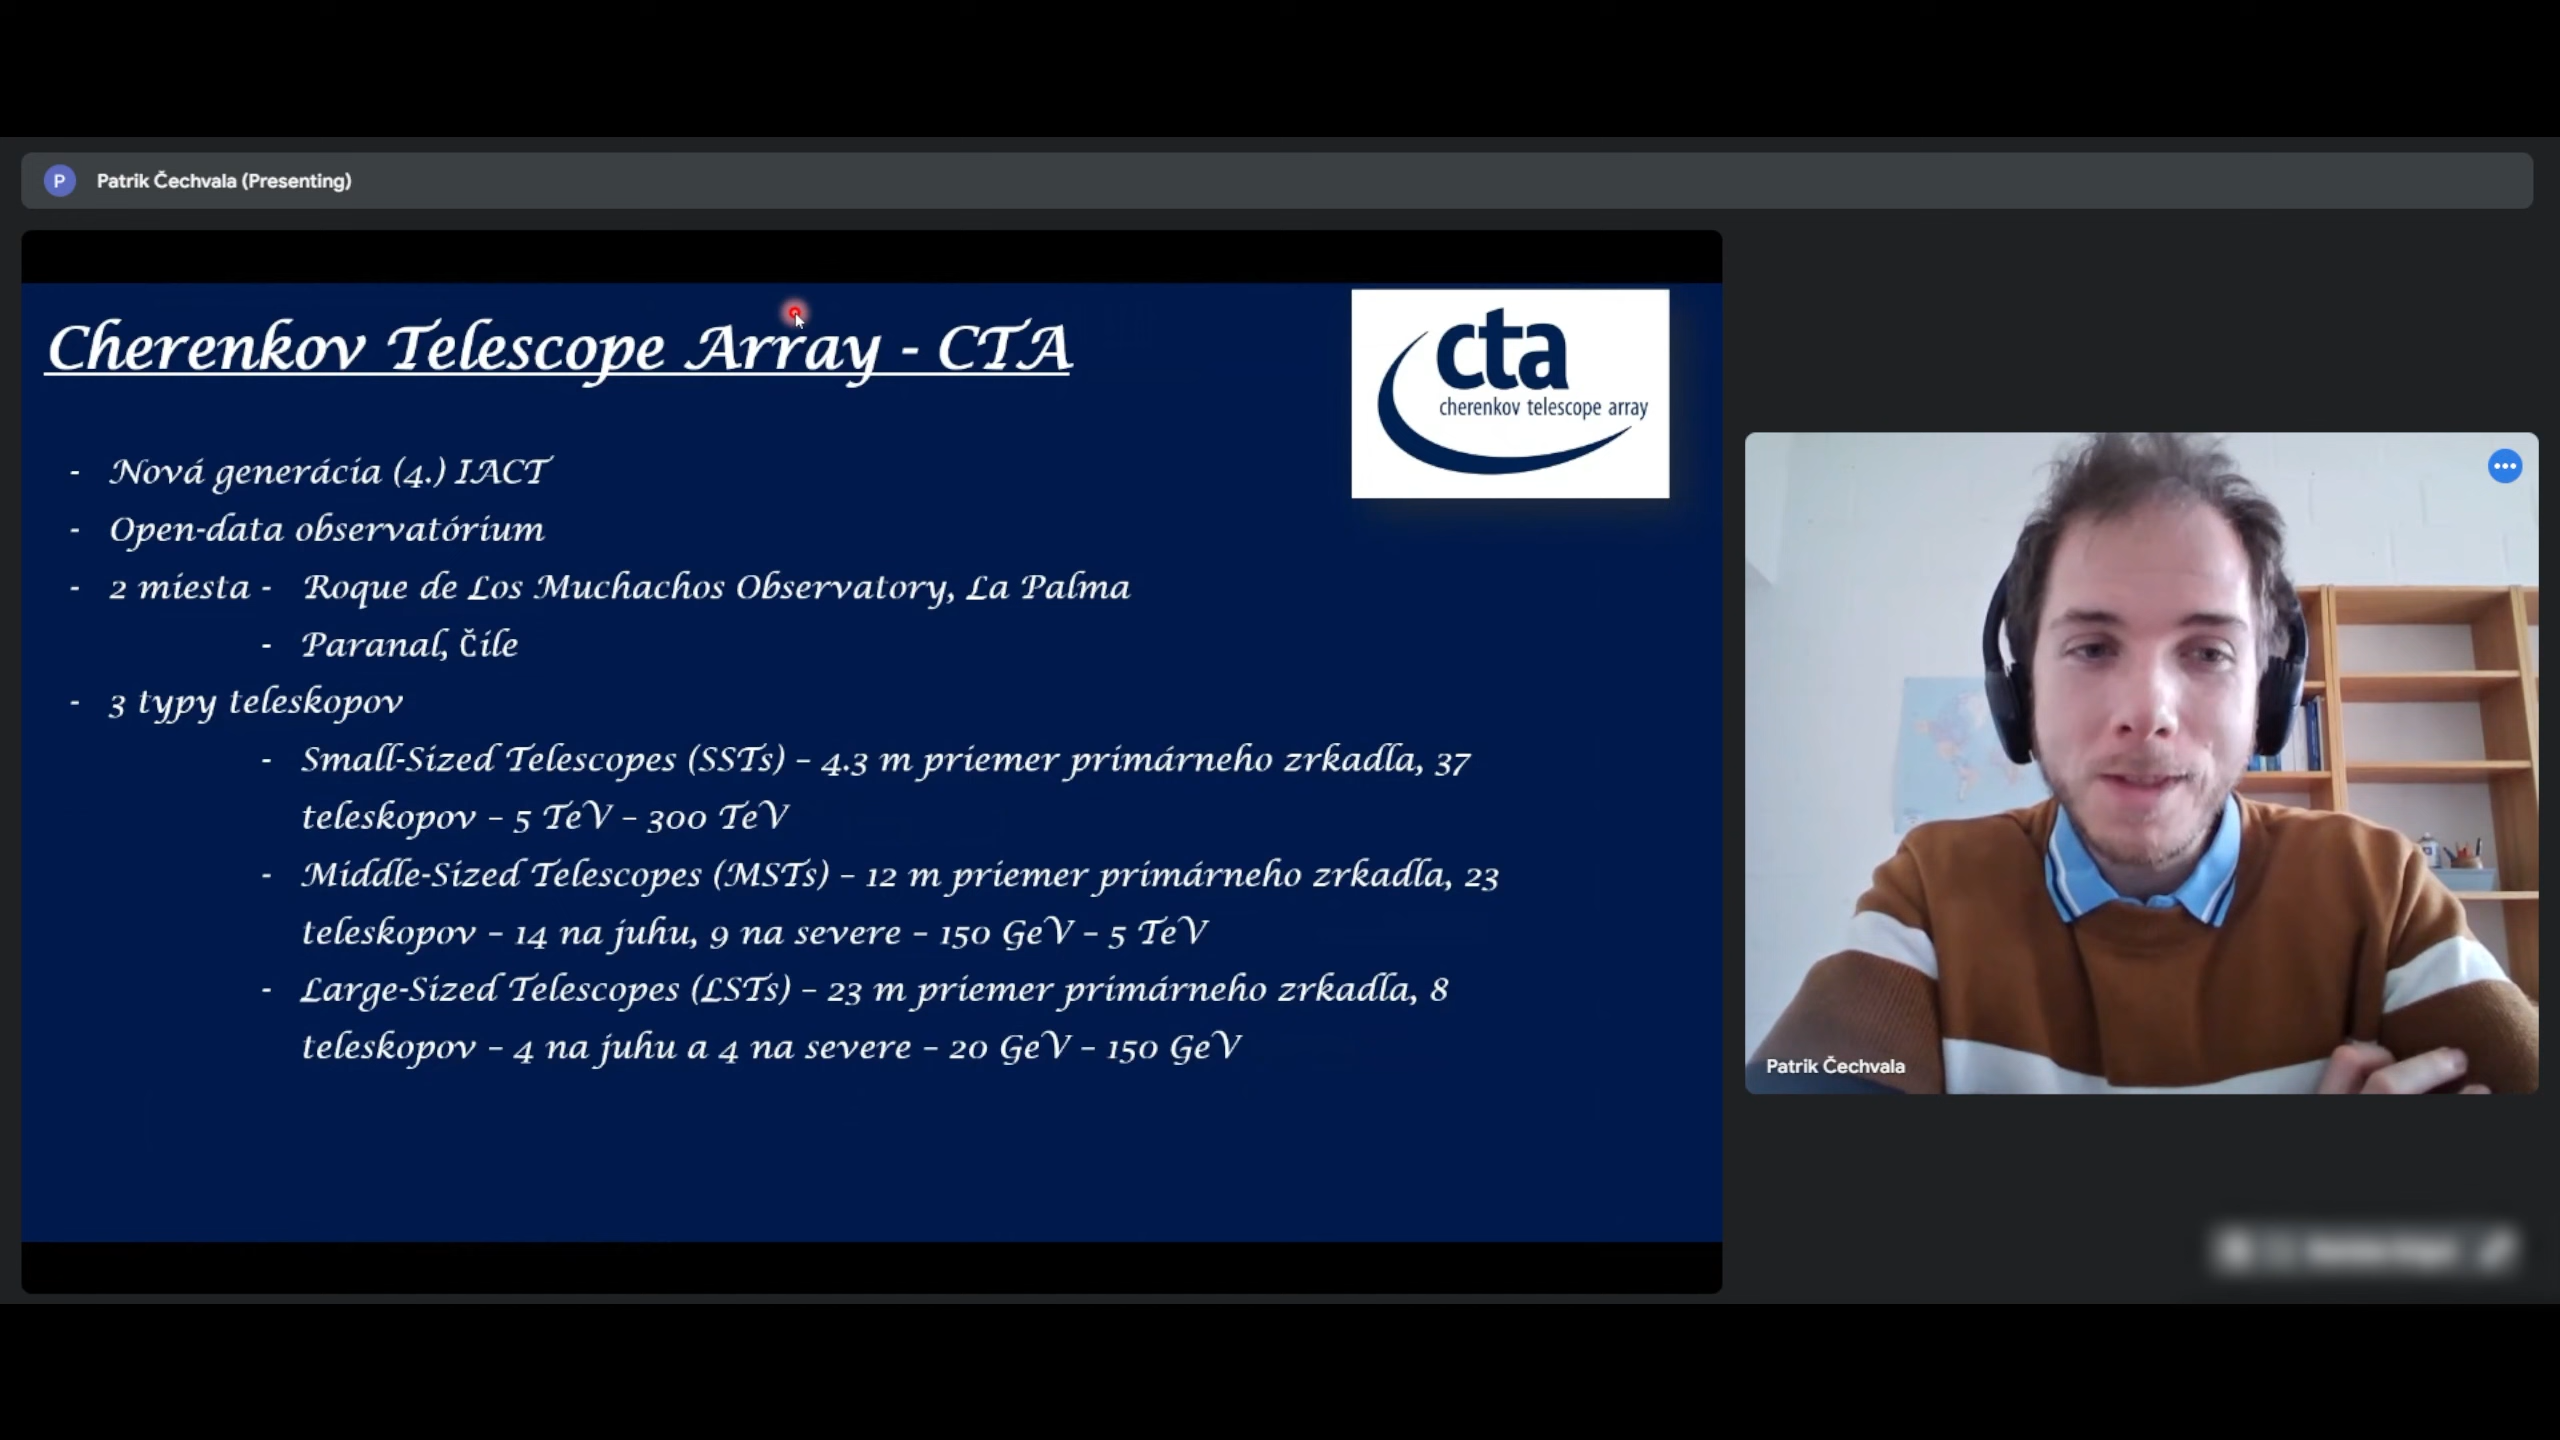 P Patrik Čechvala (Presenting)
Cherenkov Telescope Array - CTA
cta
cherenkov telescope array
- Nová generácia (4.) IACT
- Open-data observatórium
- 2 miesta - Roque de Los Muchachos Observatory, La Palma
- Paranal, Čile
- 3 typy teleskopov
- Small-Sized Telescopes (SSTs) – 4.3 m priemer primárneho zrkadla, 37
teleskopov – 5 TeV – 300 TeV
- Middle-Sized Telescopes (MSTs) – 12 m priemer primárneho zrkadla, 23
teleskopov – 14 na juhu, 9 na severe – 150 GeV – 5 TeV
- Large-Sized Telescopes (LSTs) – 23 m priemer primárneho zrkadla, 8
teleskopov – 4 na juhu a 4 na severe – 20 GeV – 150 GeV
Patrik Čechvala